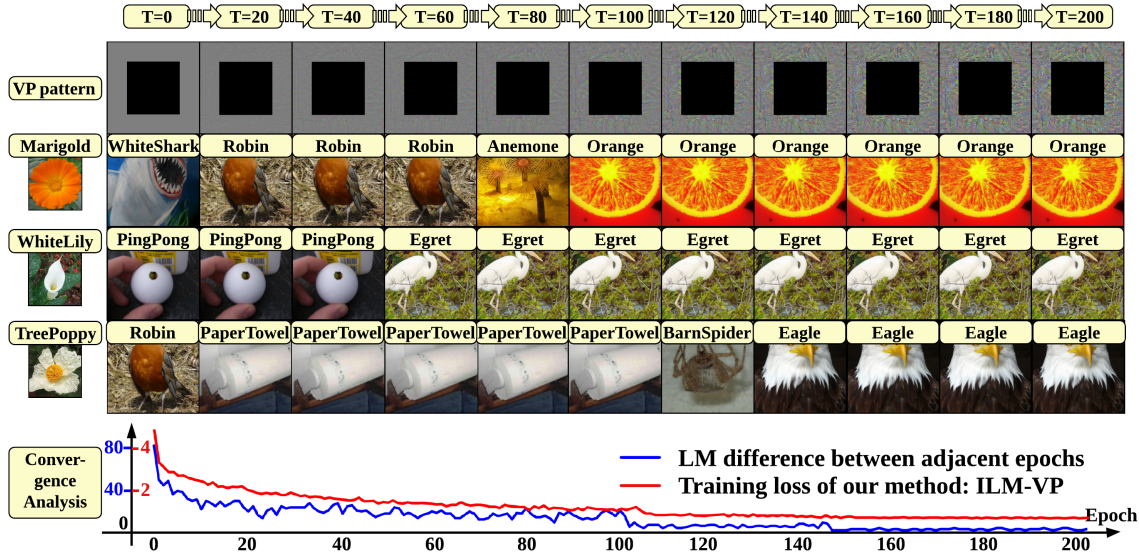 T=0 T=20 T=40 T=60 T=80 T=100 T=120 T=140 T=160 T=180 T=200
VP pattern
Marigold WhiteShark Robin Robin Robin Anemone Orange Orange Orange Orange Orange Orange
WhiteLily PingPong PingPong PingPong Egret Egret Egret Egret Egret Egret Egret Egret
TreePoppy Robin PaperTowel PaperTowel PaperTowel PaperTowel PaperTowel BarnSpider Eagle Eagle Eagle Eagle
Conver-
gence
Analysis
80 4
40 2
0
LM difference between adjacent epochs
Training loss of our method: ILM-VP
Epoch
0 20 40 60 80 100 120 140 160 180 200